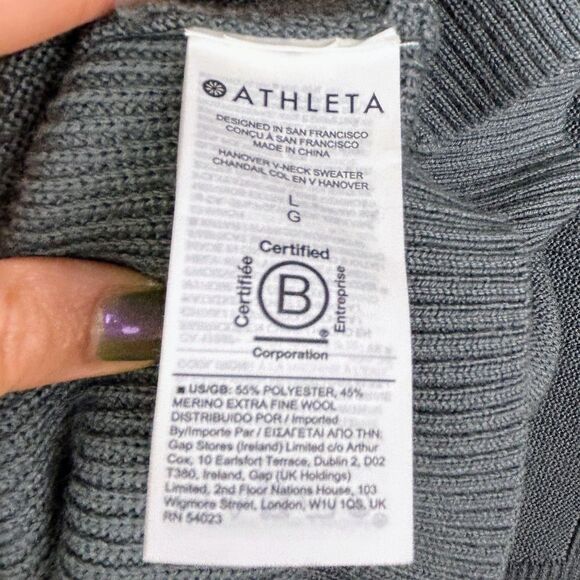 ATHLETA
DESIGNED IN SAN FRANCISCO
CONÇU À SAN FRANCISCO
MADE IN CHINA
HANOVER V-NECK SWEATER
CHANDAIL COL EN V HANOVER
L
G
Certified
Certifiée
B
Entreprise
®
Corporation
US/GB: 55% POLYESTER, 45%
MERINO EXTRA FINE WOOL
DISTRIBUIDO POR / Imported
By/Importe Par / ΕΙΣΑΓΕΤΑΙ ΑΠΟ ΤΗΝ:
Gap Stores (Ireland) Limited c/o Arthur
Cox, 10 Earlsfort Terrace, Dublin 2, D02
T380, Ireland, Gap (UK Holdings)
Limited, 2nd Floor Nations House, 103
Wigmore Street, London, W1U 1QS, UK
RN 54023